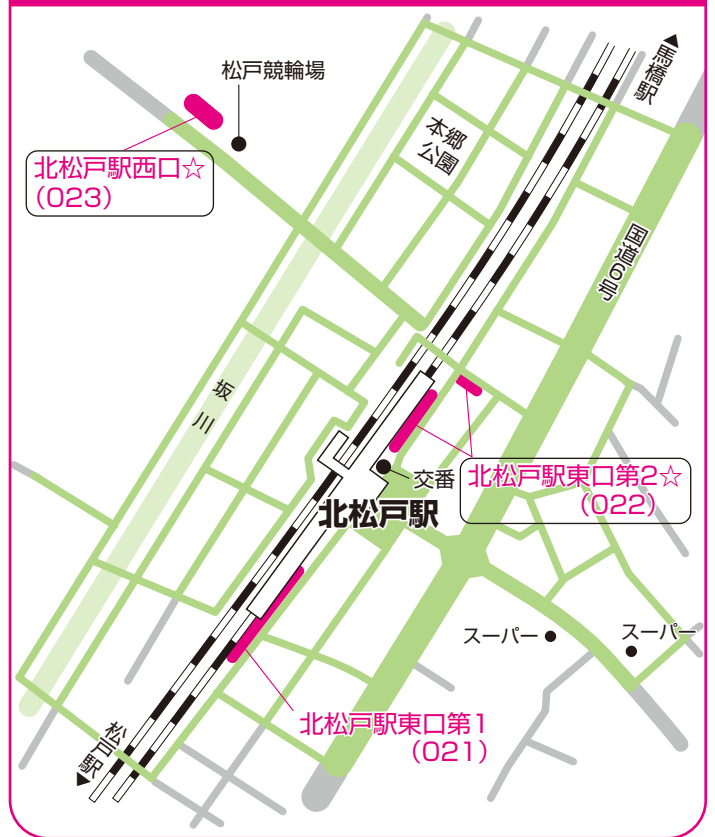 松戸競輪場
馬橋駅
本郷
公園
北松戸駅西口☆
(023)
国道6号
坂川
交番
北松戸駅東口第2☆
(022)
北松戸駅
スーパー
スーパー
北松戸駅東口第1
(021)
松戸駅